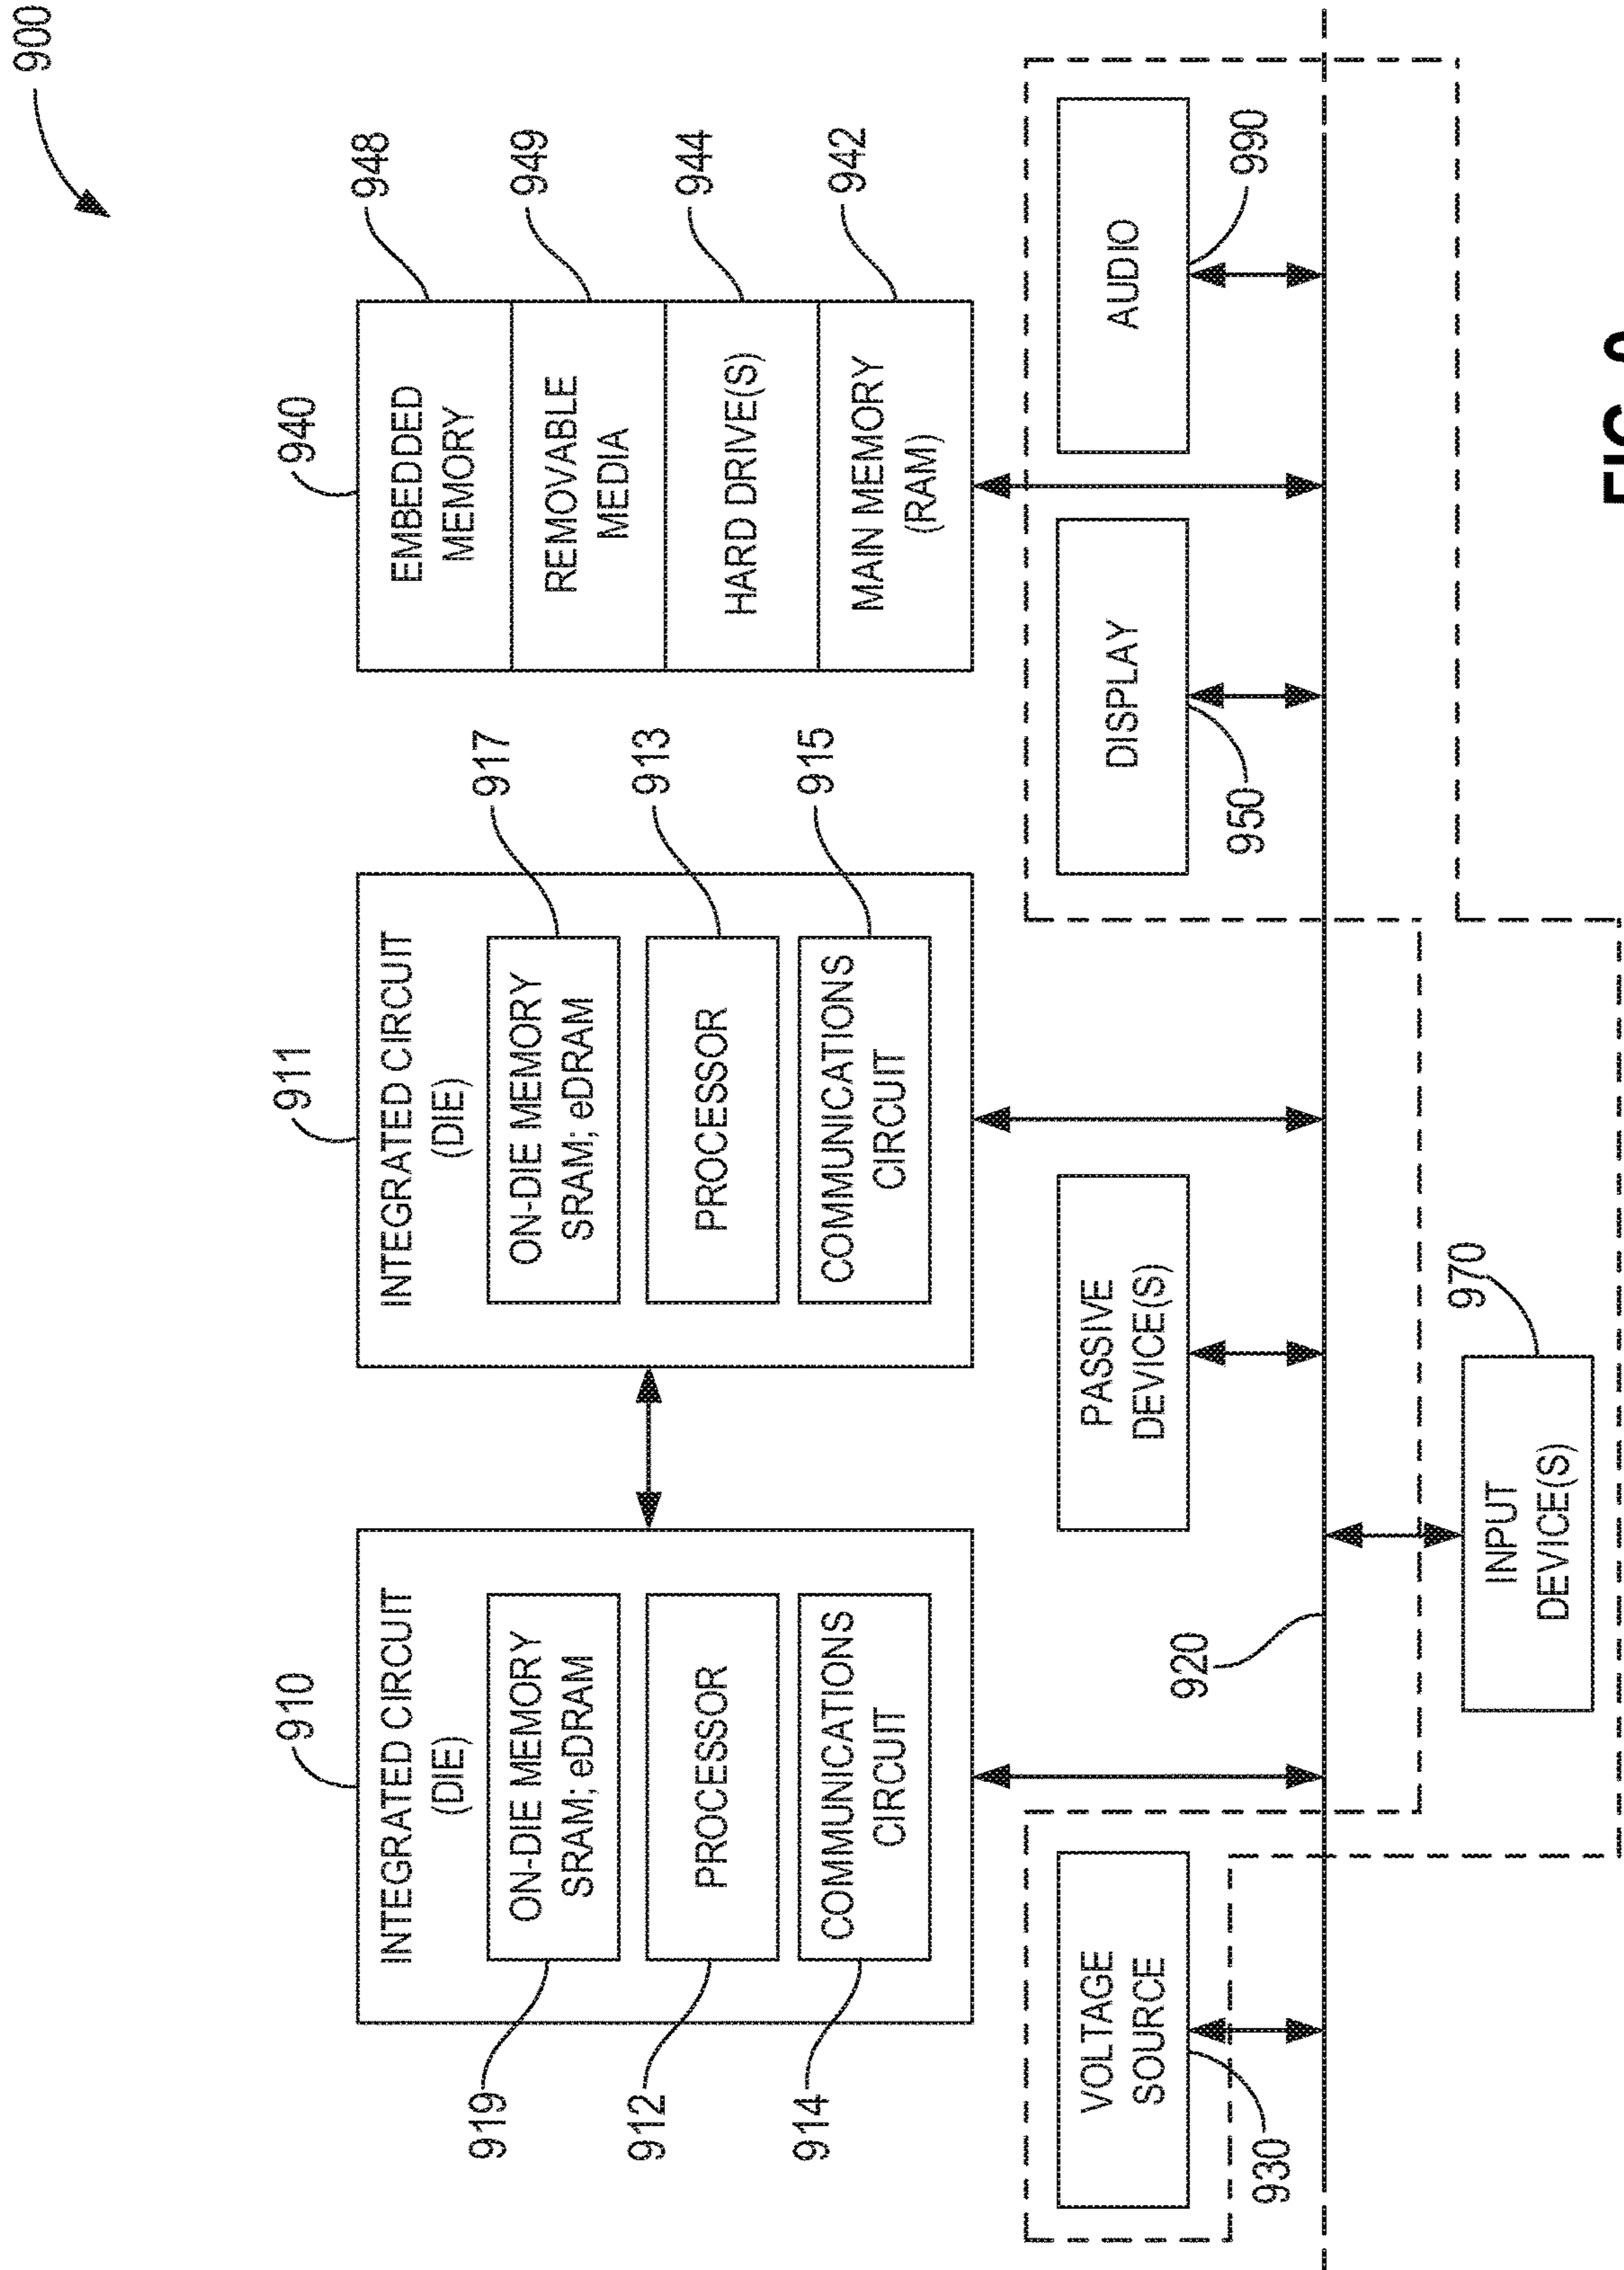 900
910
INTEGRATED CIRCUIT
(DIE)
919
ON-DIE MEMORY
SRAM; eDRAM
912
PROCESSOR
914
COMMUNICATIONS
CIRCUIT
911
INTEGRATED CIRCUIT
(DIE)
917
ON-DIE MEMORY
SRAM; eDRAM
913
PROCESSOR
915
COMMUNICATIONS
CIRCUIT
940
EMBEDDED
MEMORY
948
REMOVABLE
MEDIA
949
HARD DRIVE(S)
944
MAIN MEMORY
(RAM)
942
VOLTAGE
SOURCE
930
PASSIVE
DEVICE(S)
DISPLAY
950
AUDIO
990
920
INPUT
DEVICE(S)
970